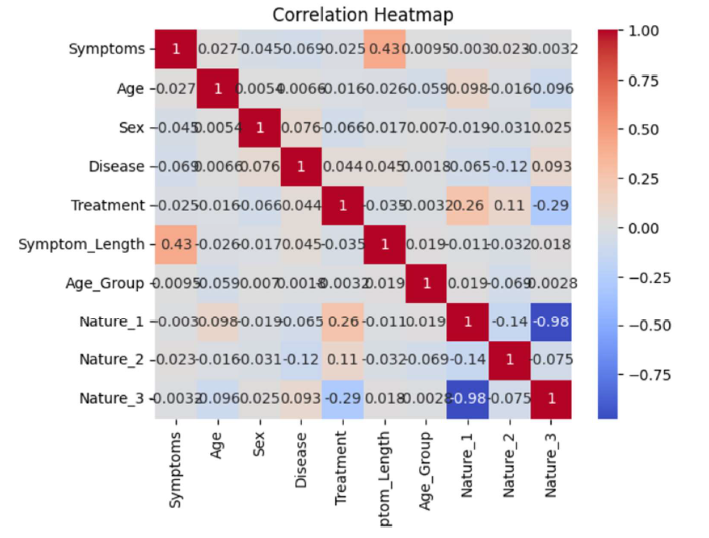 Correlation Heatmap
Symptoms 1 0.027 -0.045 -0.069 -0.025 0.43 0.0095 -0.003 0.023 -0.0032 1.00
Age 0.027 1 0.0054 0.0066 -0.016 -0.026 -0.059 0.098 -0.016 -0.096 0.75
Sex -0.045 0.0054 1 0.076 -0.066 -0.017 0.007 -0.019 -0.031 0.025
Disease -0.069 0.0066 0.076 1 0.044 0.045 0.0018 -0.065 -0.12 0.093 0.50
Treatment -0.025 -0.016 -0.066 0.044 1 -0.035 -0.0032 0.26 0.11 -0.29 0.25
Symptom_Length 0.43 -0.026 -0.017 0.045 -0.035 1 0.019 -0.011 -0.032 0.018 0.00
Age_Group 0.0095 -0.059 0.007 0.0018 -0.0032 0.019 1 0.019 -0.069 -0.0028 −0.25
Nature_1 -0.003 0.098 -0.019 -0.065 0.26 -0.011 0.019 1 -0.14 -0.98 −0.50
Nature_2 0.023 -0.016 -0.031 -0.12 0.11 -0.032 -0.069 -0.14 1 -0.075 −0.75
Nature_3 -0.0032 -0.096 0.025 0.093 -0.29 0.018 -0.0028 -0.98 -0.075 1
Symptoms Age Sex Disease Treatment ptom_Length Age_Group Nature_1 Nature_2 Nature_3